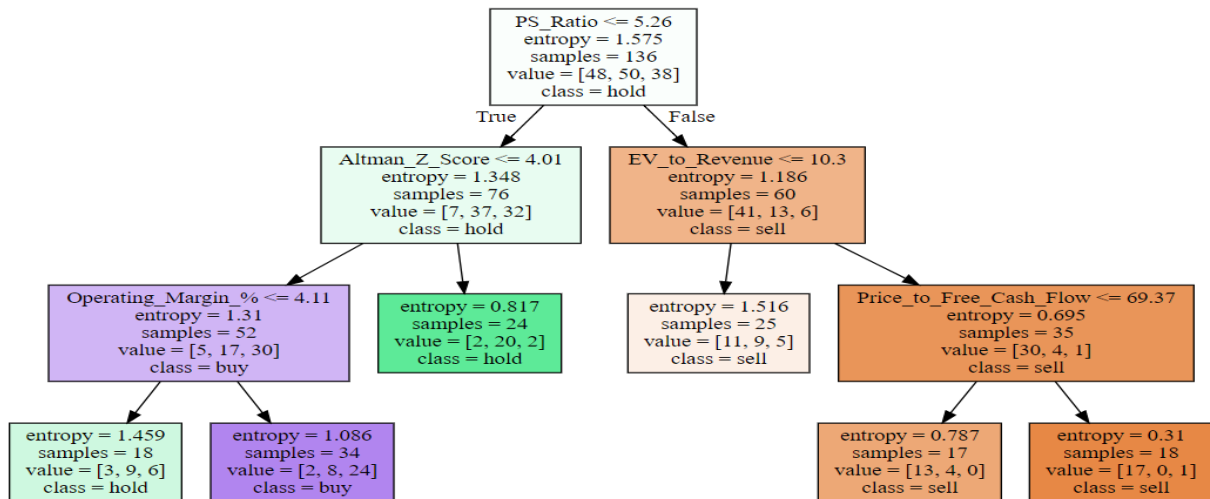 PS_Ratio <= 5.26
entropy = 1.575
samples = 136
value = [48, 50, 38]
class = hold
True
False
Altman_Z_Score <= 4.01
entropy = 1.348
samples = 76
value = [7, 37, 32]
class = hold
EV_to_Revenue <= 10.3
entropy = 1.186
samples = 60
value = [41, 13, 6]
class = sell
Operating_Margin_% <= 4.11
entropy = 1.31
samples = 52
value = [5, 17, 30]
class = buy
entropy = 0.817
samples = 24
value = [2, 20, 2]
class = hold
entropy = 1.516
samples = 25
value = [11, 9, 5]
class = sell
Price_to_Free_Cash_Flow <= 69.37
entropy = 0.695
samples = 35
value = [30, 4, 1]
class = sell
entropy = 1.459
samples = 18
value = [3, 9, 6]
class = hold
entropy = 1.086
samples = 34
value = [2, 8, 24]
class = buy
entropy = 0.787
samples = 17
value = [13, 4, 0]
class = sell
entropy = 0.31
samples = 18
value = [17, 0, 1]
class = sell